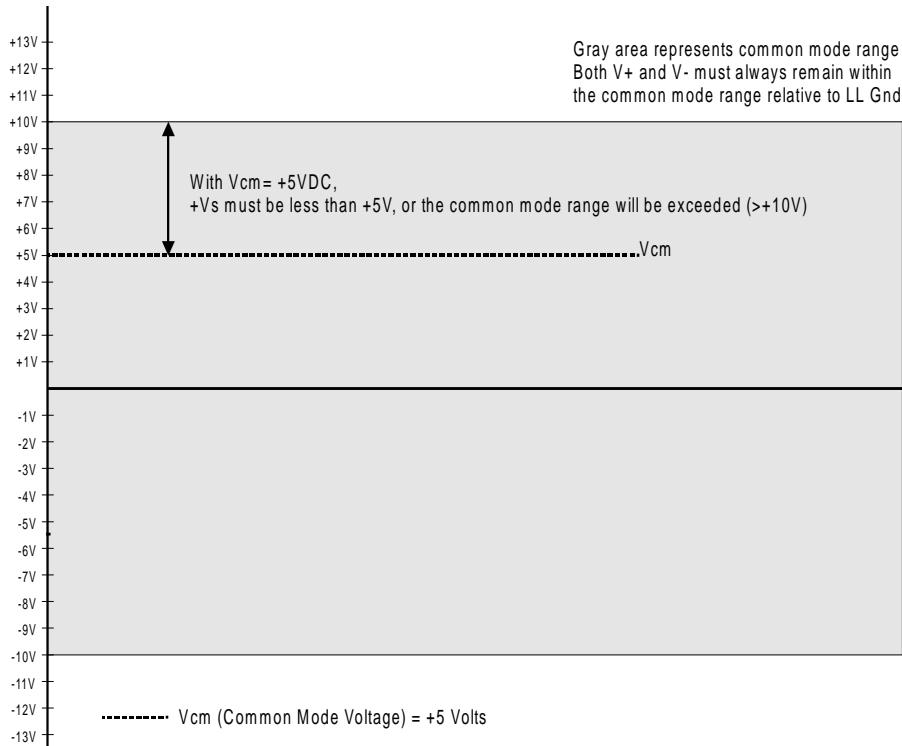 +13V
+12V
+11V
+10V
+9V
+8V
+7V
+6V
+5V
+4V
+3V
+2V
+1V
-1V
-2V
-3V
-4V
-5V
-6V
-7V
-8V
-9V
-10V
-11V
-12V
-13V
Gray area represents common mode range
Both V+ and V- must always remain within
the common mode range relative to LL Gnd
With Vcm= +5VDC,
+Vs must be less than +5V, or the common mode range will be exceeded (>+10V)
Vcm
Vcm (Common Mode Voltage) = +5 Volts